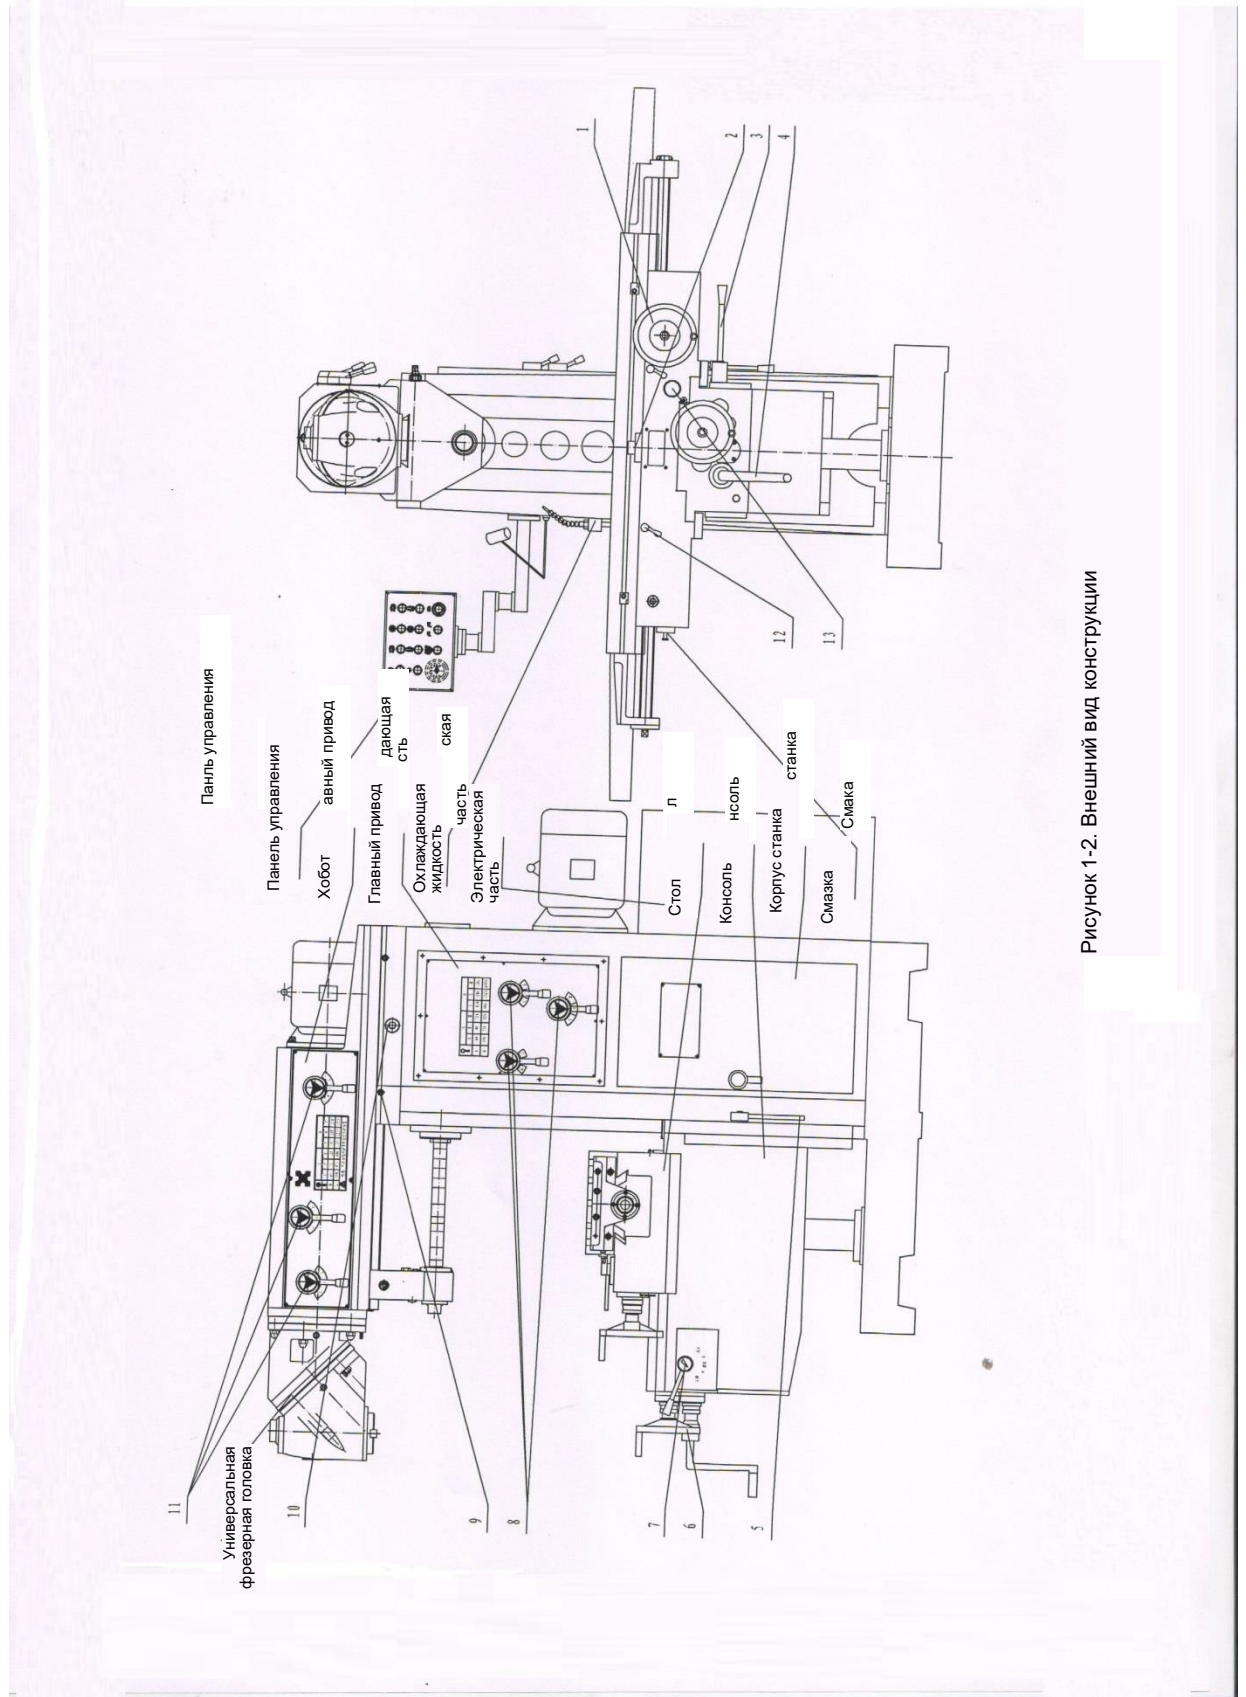 Панль управления
Панель управления
авный привод
Хобот
Главный привод
дающая
сть
Охлаждающая
жидкость
ская
часть
Электрическая
часть
л
Стол
нсоль
Консоль
станка
Корпус станка
Смака
Смазка
Универсальная
фрезерная головка
1
2
3
4
12
13
11
10
9
8
7
6
5
Рисунок 1-2. Внешний вид конструкции